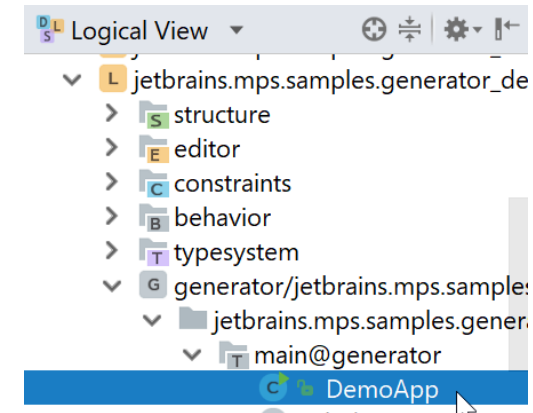 Logical View
L jetbrains.mps.samples.generator_de
S structure
E editor
C constraints
B behavior
T typesystem
G generator/jetbrains.mps.samples
jetbrains.mps.samples.genera
T main@generator
C DemoApp